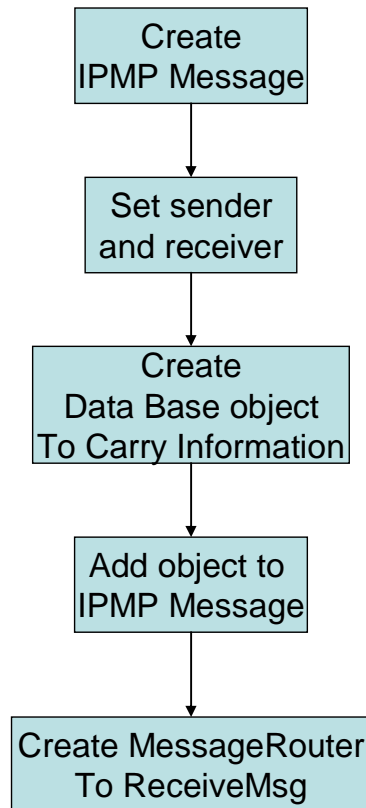 Create
IPMP Message
Set sender
and receiver
Create
Data Base object
To Carry Information
Add object to
IPMP Message
Create MessageRouter
To ReceiveMsg